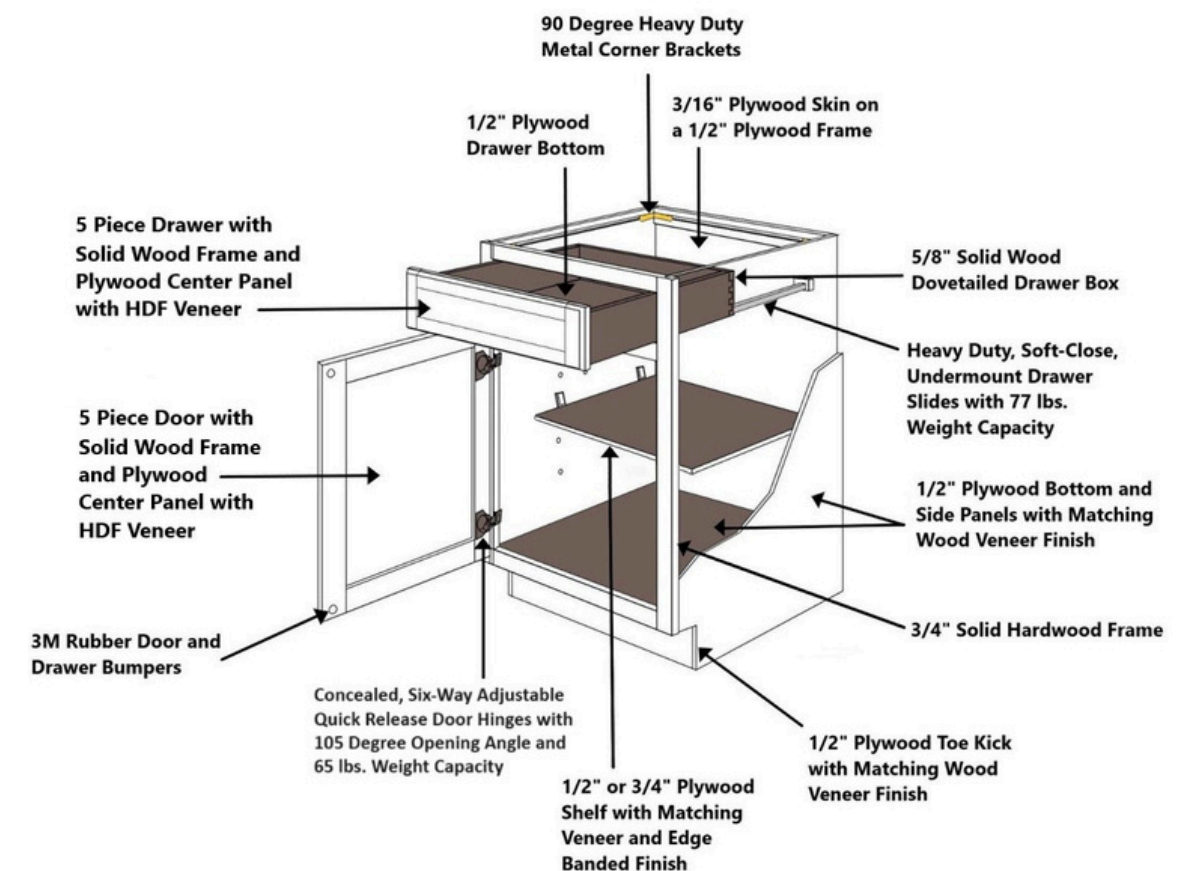 90 Degree Heavy Duty
Metal Corner Brackets
3/16" Plywood Skin on
a 1/2" Plywood Frame
1/2" Plywood
Drawer Bottom
5 Piece Drawer with
Solid Wood Frame and
Plywood Center Panel
with HDF Veneer
5/8" Solid Wood
Dovetailed Drawer Box
Heavy Duty, Soft-Close,
Undermount Drawer
Slides with 77 lbs.
Weight Capacity
5 Piece Door with
Solid Wood Frame
and Plywood
Center Panel with
HDF Veneer
1/2" Plywood Bottom and
Side Panels with Matching
Wood Veneer Finish
3/4" Solid Hardwood Frame
3M Rubber Door and
Drawer Bumpers
Concealed, Six-Way Adjustable
Quick Release Door Hinges with
105 Degree Opening Angle and
65 lbs. Weight Capacity
1/2" Plywood Toe Kick
with Matching Wood
Veneer Finish
1/2" or 3/4" Plywood
Shelf with Matching
Veneer and Edge
Banded Finish